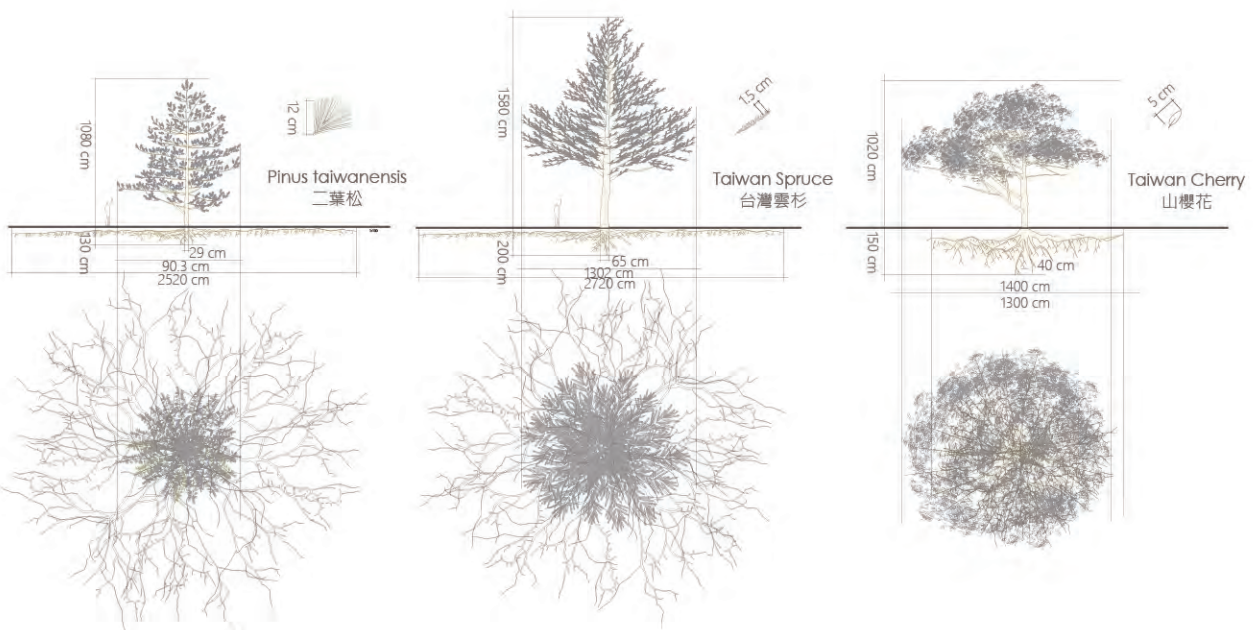 1080 cm
12 cm
Pinus taiwanensis
二葉松
130 cm
29 cm
90.3 cm
2520 cm
1580 cm
1.5 cm
Taiwan Spruce
台灣雲杉
200 cm
65 cm
1302 cm
2720 cm
1020 cm
5 cm
Taiwan Cherry
山櫻花
150 cm
40 cm
1400 cm
1300 cm